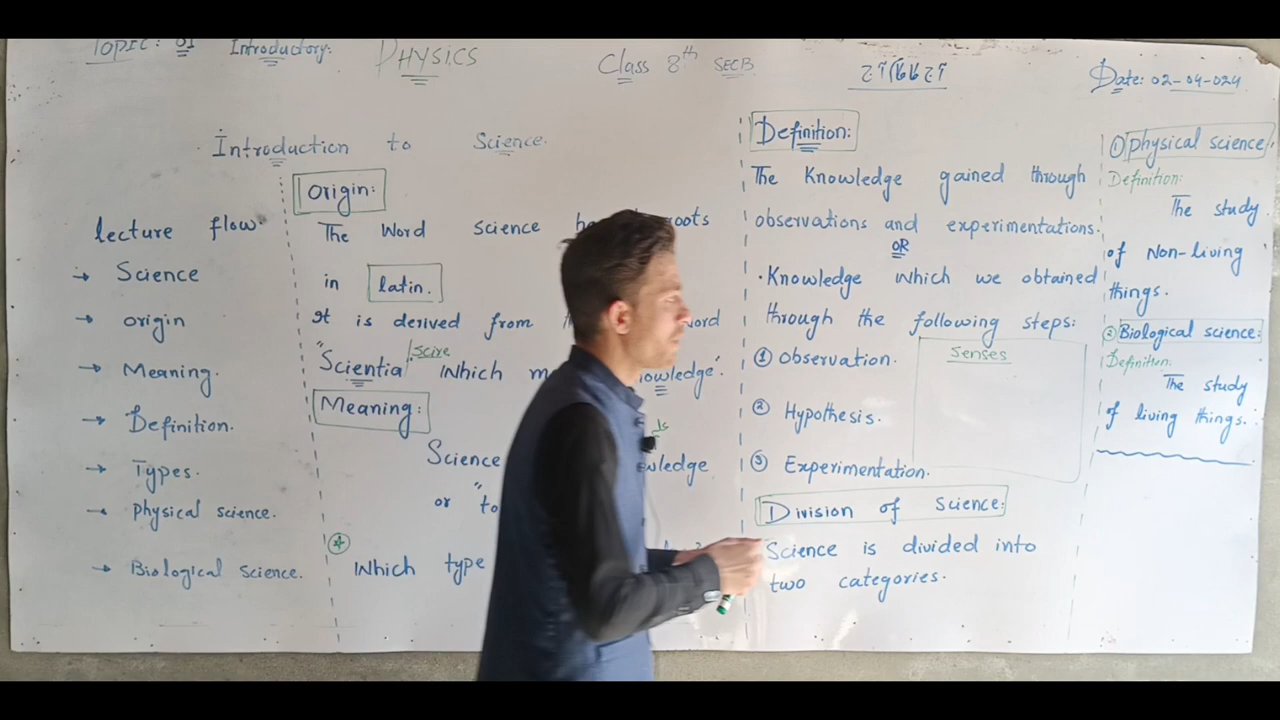 Topic: 01 Introductory:
PHYSICS
Class 8th SEC B
Date: 02-04-024
Introduction to Science.
lecture flow
→ Science
→ origin
→ Meaning.
→ Definition.
→ Types.
→ Physical science.
→ Biological science.
Origin:
The Word science roots
in latin.
It is derived from word
"Scientia / scire which
Meaning:
Science
or "to
Which type
Definition:
The Knowledge gained through
observations and experimentations.
OR
. Knowledge which we obtained
through the following steps:
① Observation.
② Hypothesis.
③ Experimentation.
Senses
Division of Science:
Science is divided into
two categories.
① Physical science
Definition:
The study
of Non-living
things.
② Biological science:
Definition:
The study
of living things.